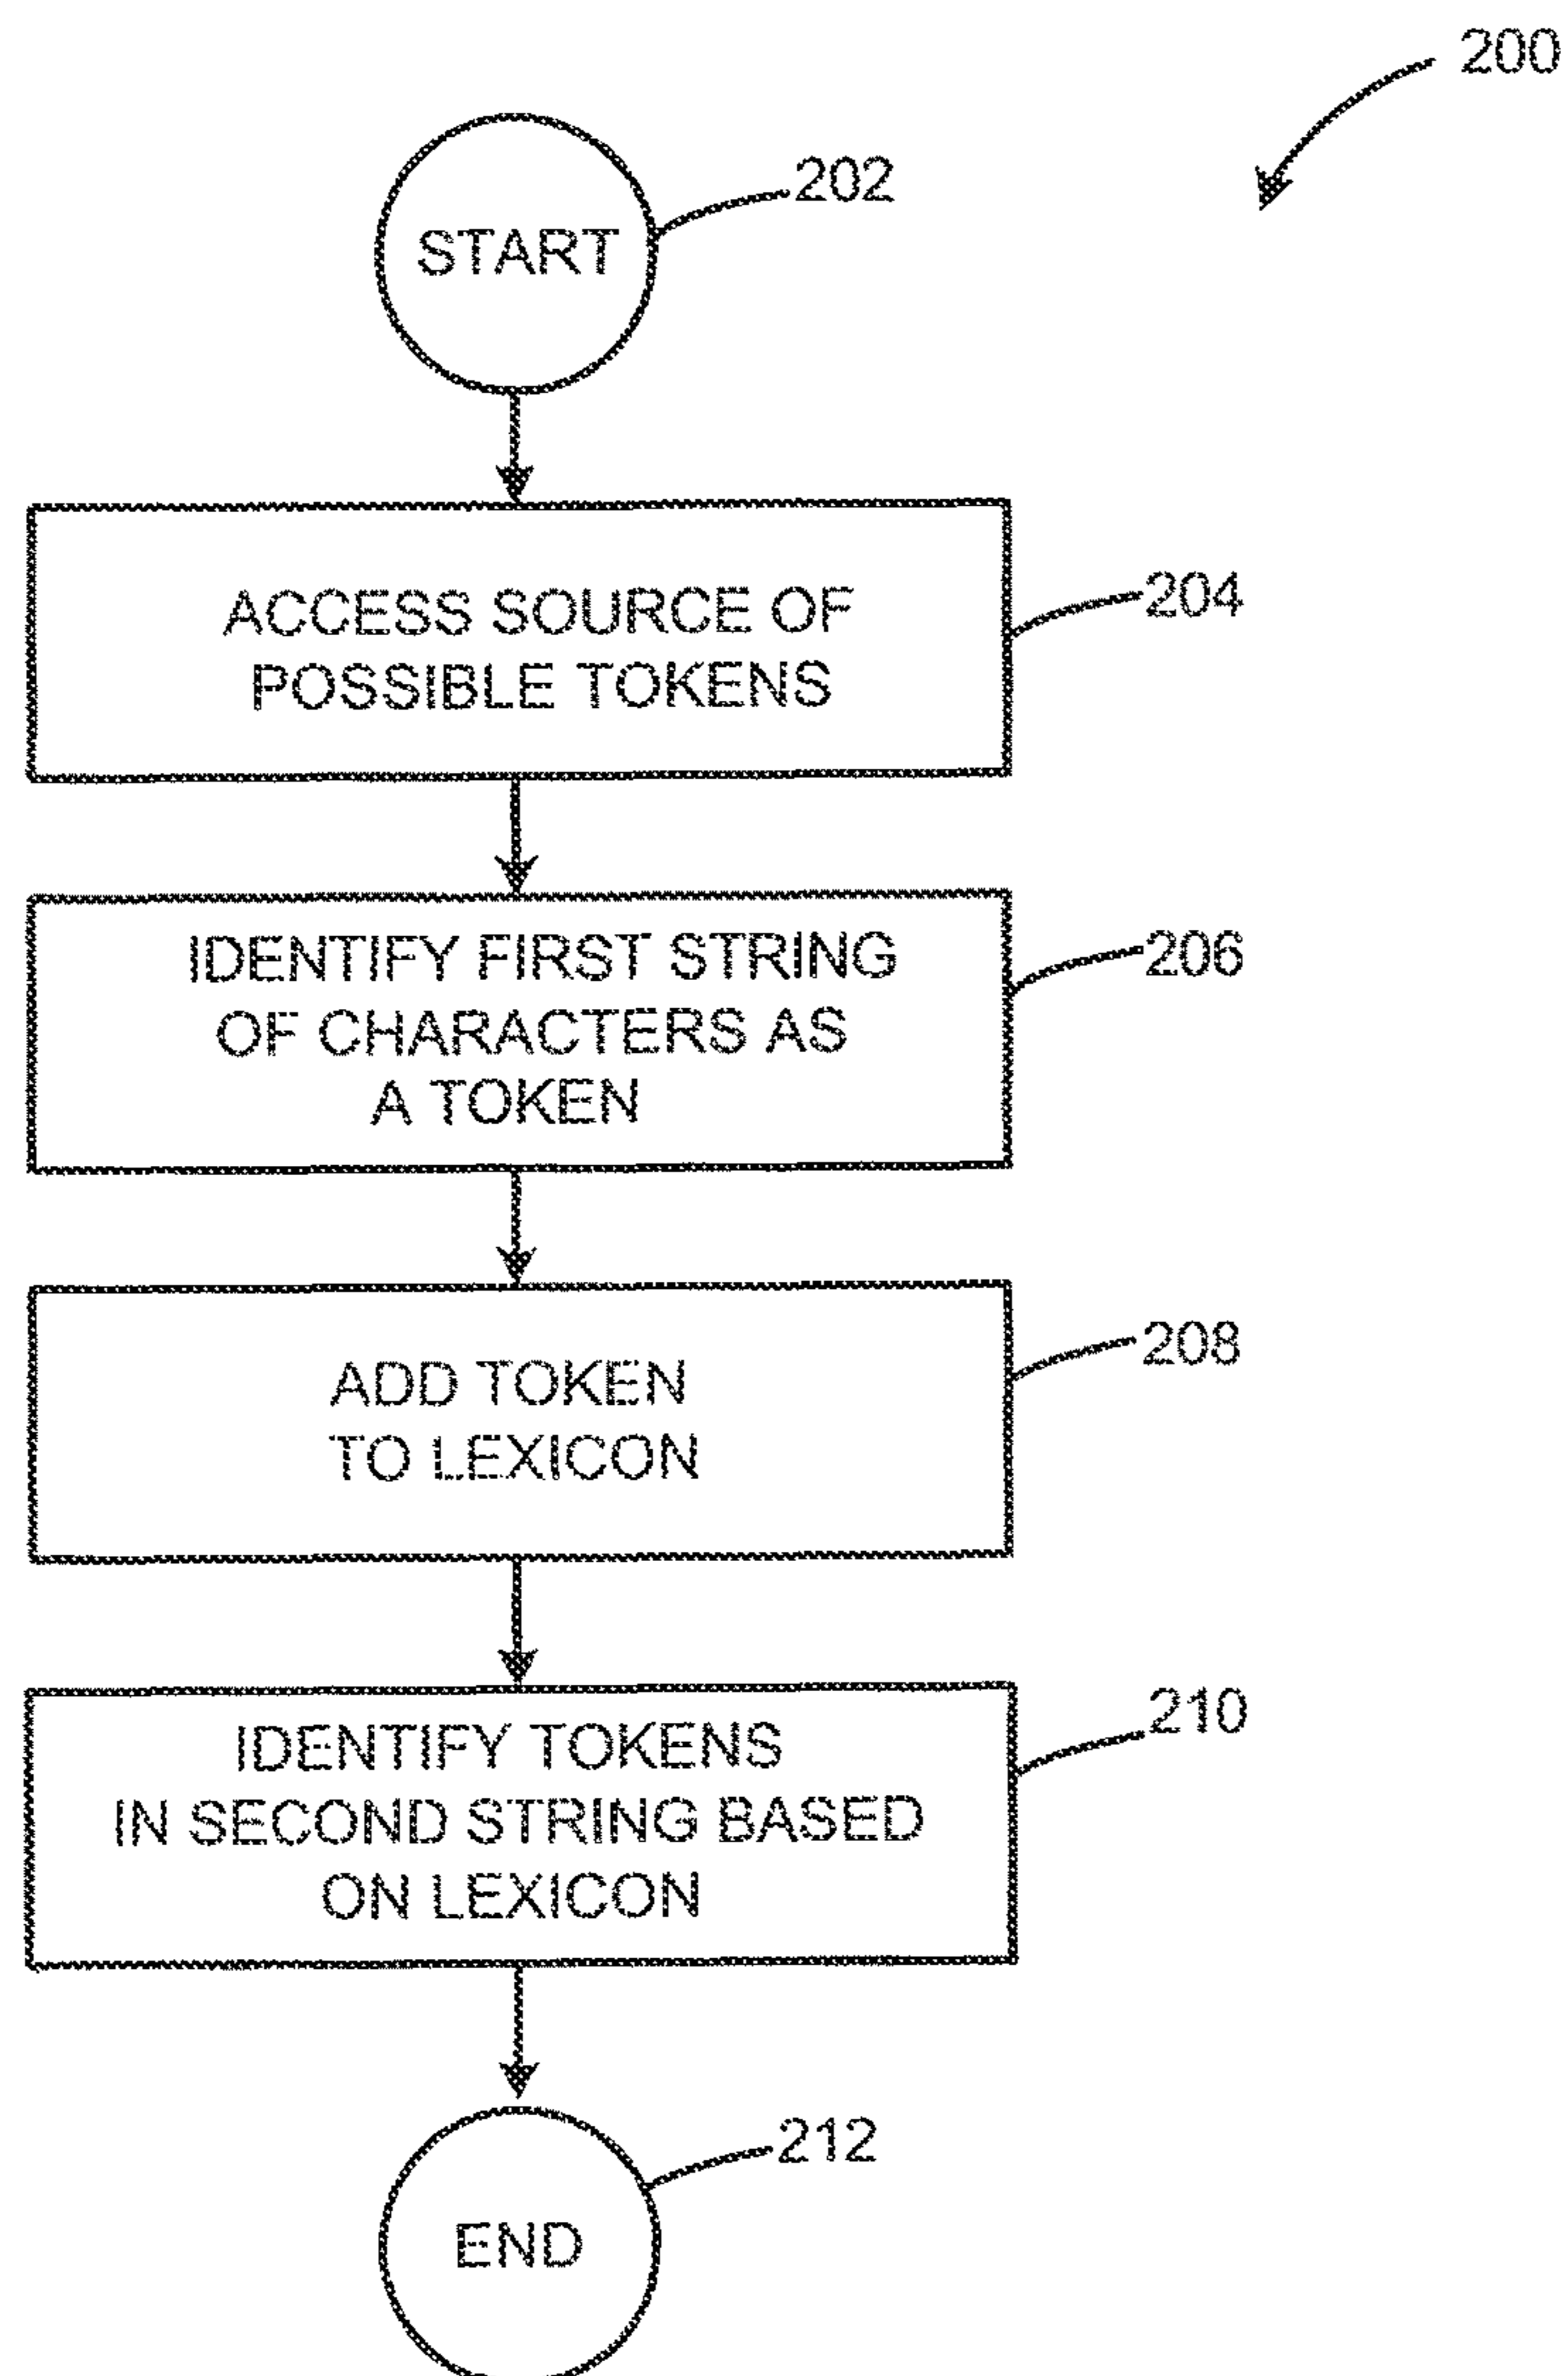 200
202
START
ACCESS SOURCE OF
POSSIBLE TOKENS
204
IDENTIFY FIRST STRING
OF CHARACTERS AS
A TOKEN
206
ADD TOKEN
TO LEXICON
208
IDENTIFY TOKENS
IN SECOND STRING BASED
ON LEXICON
210
212
END